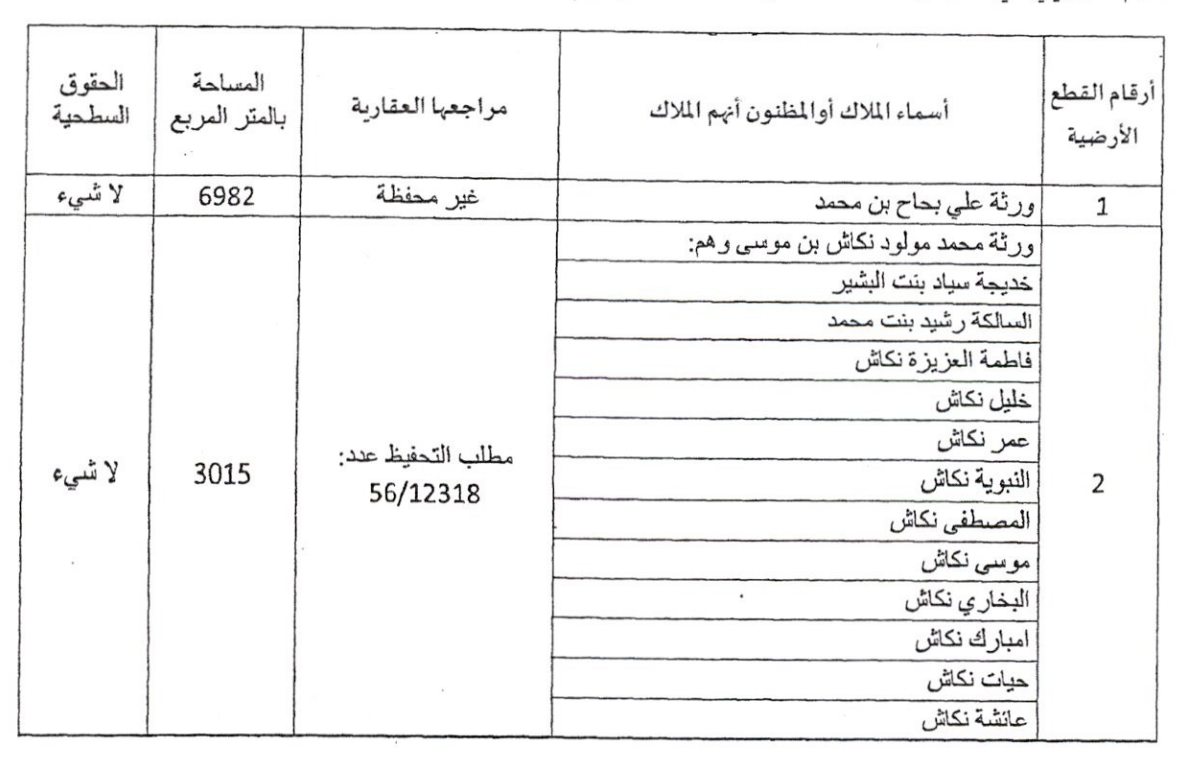 أرقام القطع الأرضية
أسماء الملاك أوالمظنون أنهم الملاك
مراجعها العقارية
المساحة بالمتر المربع
الحقوق السطحية
1
ورثة علي بحاح بن محمد
غير محفظة
6982
لا شيء
2
ورثة محمد مولود نكاش بن موسى وهم:
خديجة سياد بنت البشير
السالكة رشيد بنت محمد
فاطمة العزيزة نكاش
خليل نكاش
عمر نكاش
النبوية نكاش
المصطفى نكاش
موسى نكاش
البخاري نكاش
امبارك نكاش
حيات نكاش
عائشة نكاش
مطلب التحفيظ عدد:
56/12318
3015
لا شيء